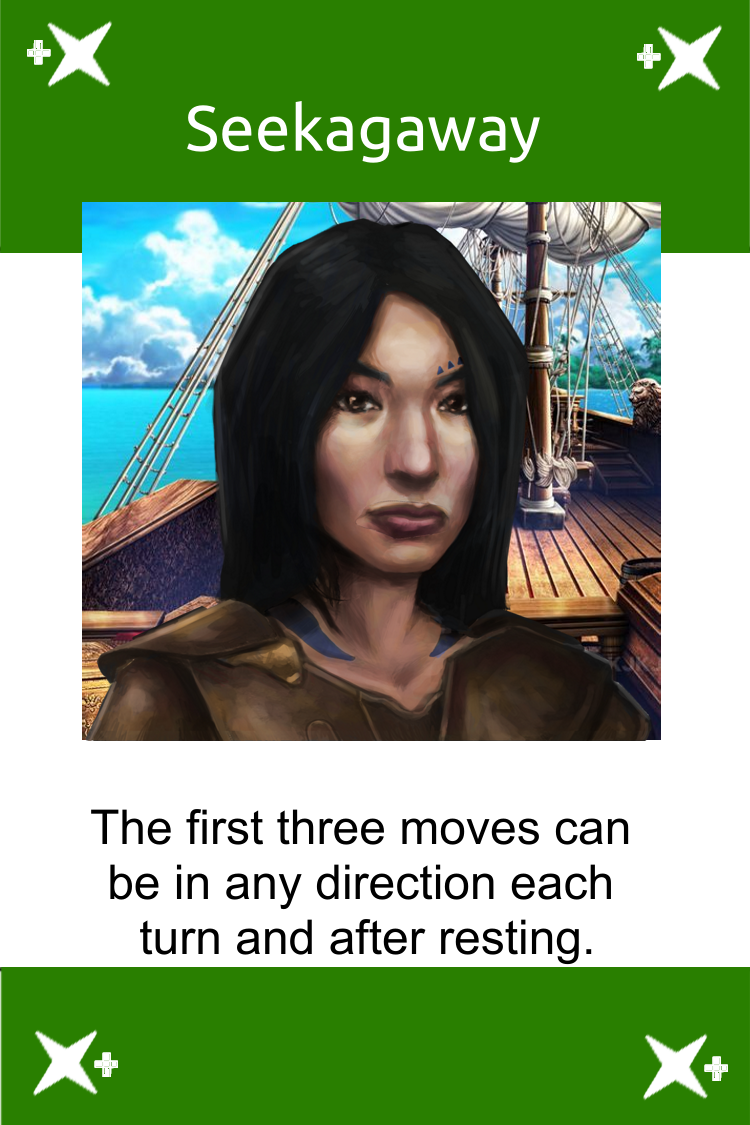 Seekagaway
The first three moves can
be in any direction each
turn and after resting.